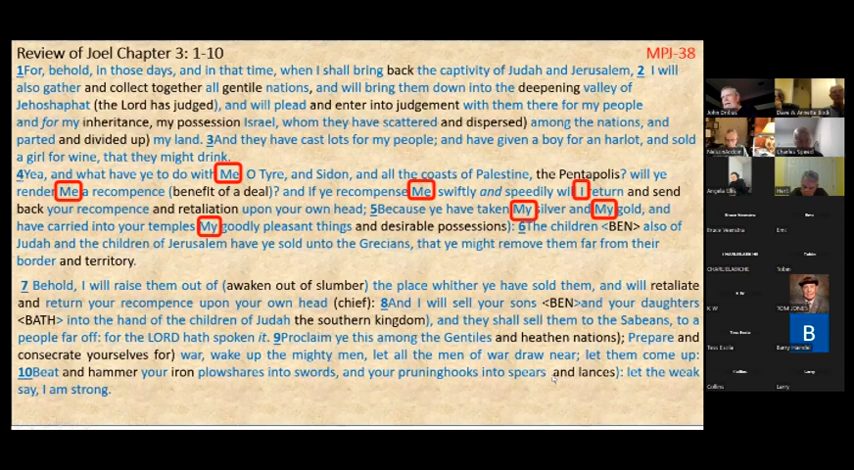 Review of Joel Chapter 3: 1-10
MPJ-38
1For, behold, in those days, and in that time, when I shall bring back the captivity of Judah and Jerusalem, 2 I will
also gather and collect together all gentile nations, and will bring them down into the deepening valley of
Jehoshaphat (the Lord has judged), and will plead and enter into judgement with them there for my people
and for my inheritance, my possession Israel, whom they have scattered and dispersed) among the nations, and
parted and divided up) my land. 3And they have cast lots for my people; and have given a boy for an harlot, and sold
a girl for wine, that they might drink.
4Yea, and what have ye to do with Me O Tyre, and Sidon, and all the coasts of Palestine, the Pentapolis? will ye
render Me a recompence (benefit of a deal)? and If ye recompense Me swiftly and speedily will I return and send
back your recompence and retaliation upon your own head; 5Because ye have taken My silver and My gold, and
have carried into your temples My goodly pleasant things and desirable possessions): 6The children <BEN> also of
Judah and the children of Jerusalem have ye sold unto the Grecians, that ye might remove them far from their
border and territory.
7 Behold, I will raise them out of (awaken out of slumber) the place whither ye have sold them, and will retaliate
and return your recompence upon your own head (chief): 8And I will sell your sons <BEN>and your daughters
<BATH> into the hand of the children of Judah the southern kingdom), and they shall sell them to the Sabeans, to a
people far off: for the LORD hath spoken it. 9Proclaim ye this among the Gentiles and heathen nations); Prepare and
consecrate yourselves for) war, wake up the mighty men, let all the men of war draw near; let them come up:
10Beat and hammer your iron plowshares into swords, and your pruninghooks into spears and lances): let the weak
say, I am strong.
Charles Speed
Angela Ellis
Herb
Bruce Veenstra
CHARLIEBLANCHE
Tobin
K W
TOM JONES
B
Collins
Larry